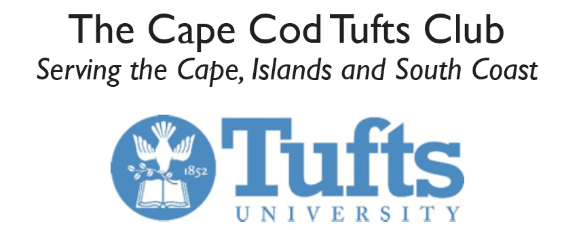 The Cape Cod Tufts Club
Serving the Cape, Islands and South Coast
1852
Tufts
UNIVERSITY